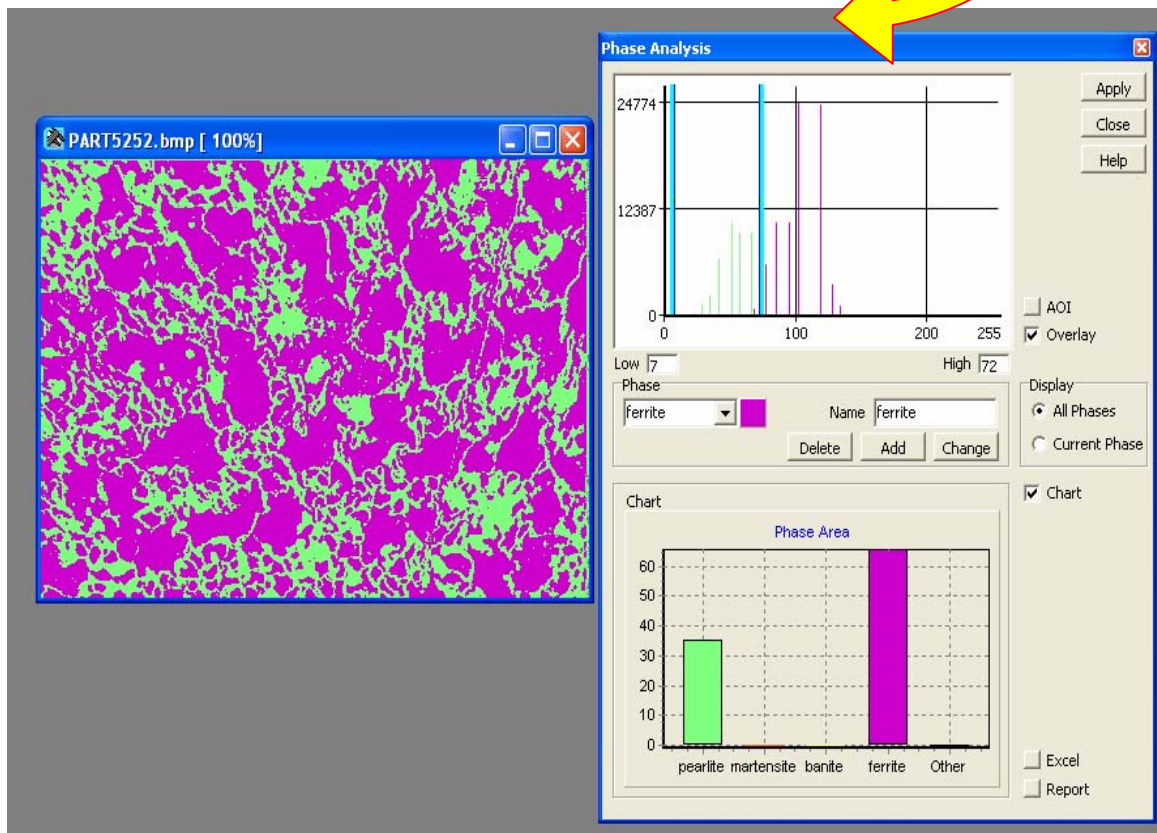 PART5252.bmp [ 100%]
Phase Analysis
24774
12387
0
0 100 200 255
Low 7 High 72
Apply
Close
Help
AOI
Overlay
Phase
ferrite Name ferrite
Delete Add Change
Display
All Phases
Current Phase
Chart
Chart
Phase Area
60
50
40
30
20
10
0
pearlite martensite banite ferrite Other
Excel
Report